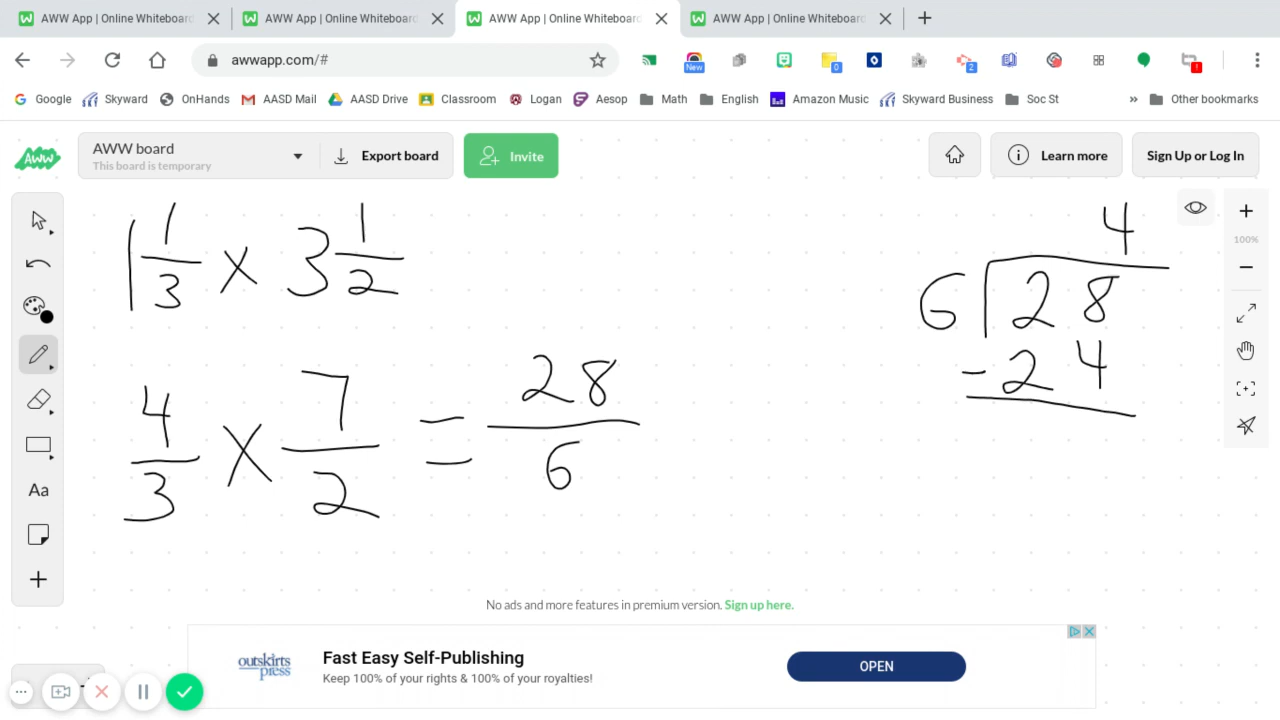 AWW App | Online Whiteboard AWW App | Online Whiteboard AWW App | Online Whiteboard AWW App | Online Whiteboard
awwapp.com/#
New 0 2 !
Google Skyward OnHands AASD Mail AASD Drive Classroom Logan Aesop Math English Amazon Music Skyward Business Soc St » Other bookmarks
AWW AWW board
This board is temporary
Export board Invite Learn more Sign Up or Log In
100%
Aa
1 1/3 x 3 1/2
4/3 x 7/2 = 28/6
4
6 28
- 24
No ads and more features in premium version. Sign up here.
outskirts press
Fast Easy Self-Publishing
Keep 100% of your rights & 100% of your royalties!
OPEN